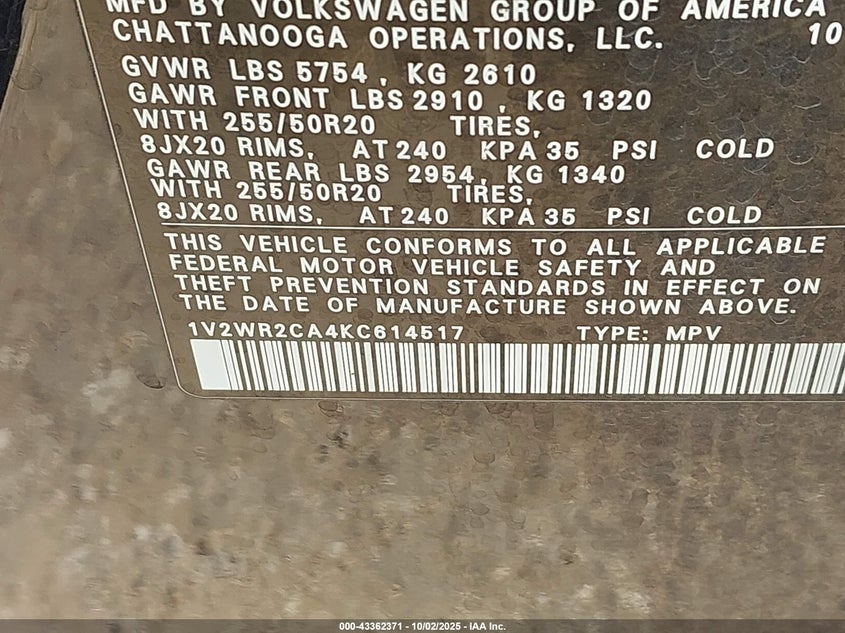 MFD BY VOLKSWAGEN GROUP OF AMERICA
CHATTANOOGA OPERATIONS, LLC. 10
GVWR LBS 5754 , KG 2610
GAWR FRONT LBS 2910 , KG 1320
WITH 255/50R20 TIRES,
8JX20 RIMS, AT 240 KPA 35 PSI COLD
GAWR REAR LBS 2954, KG 1340
WITH 255/50R20 TIRES,
8JX20 RIMS, AT 240 KPA 35 PSI COLD
THIS VEHICLE CONFORMS TO ALL APPLICABLE
FEDERAL MOTOR VEHICLE SAFETY AND
THEFT PREVENTION STANDARDS IN EFFECT ON
THE DATE OF MANUFACTURE SHOWN ABOVE.
1V2WR2CA4KC614517 TYPE: MPV
000-43362371 - 10/02/2025 - IAA Inc.